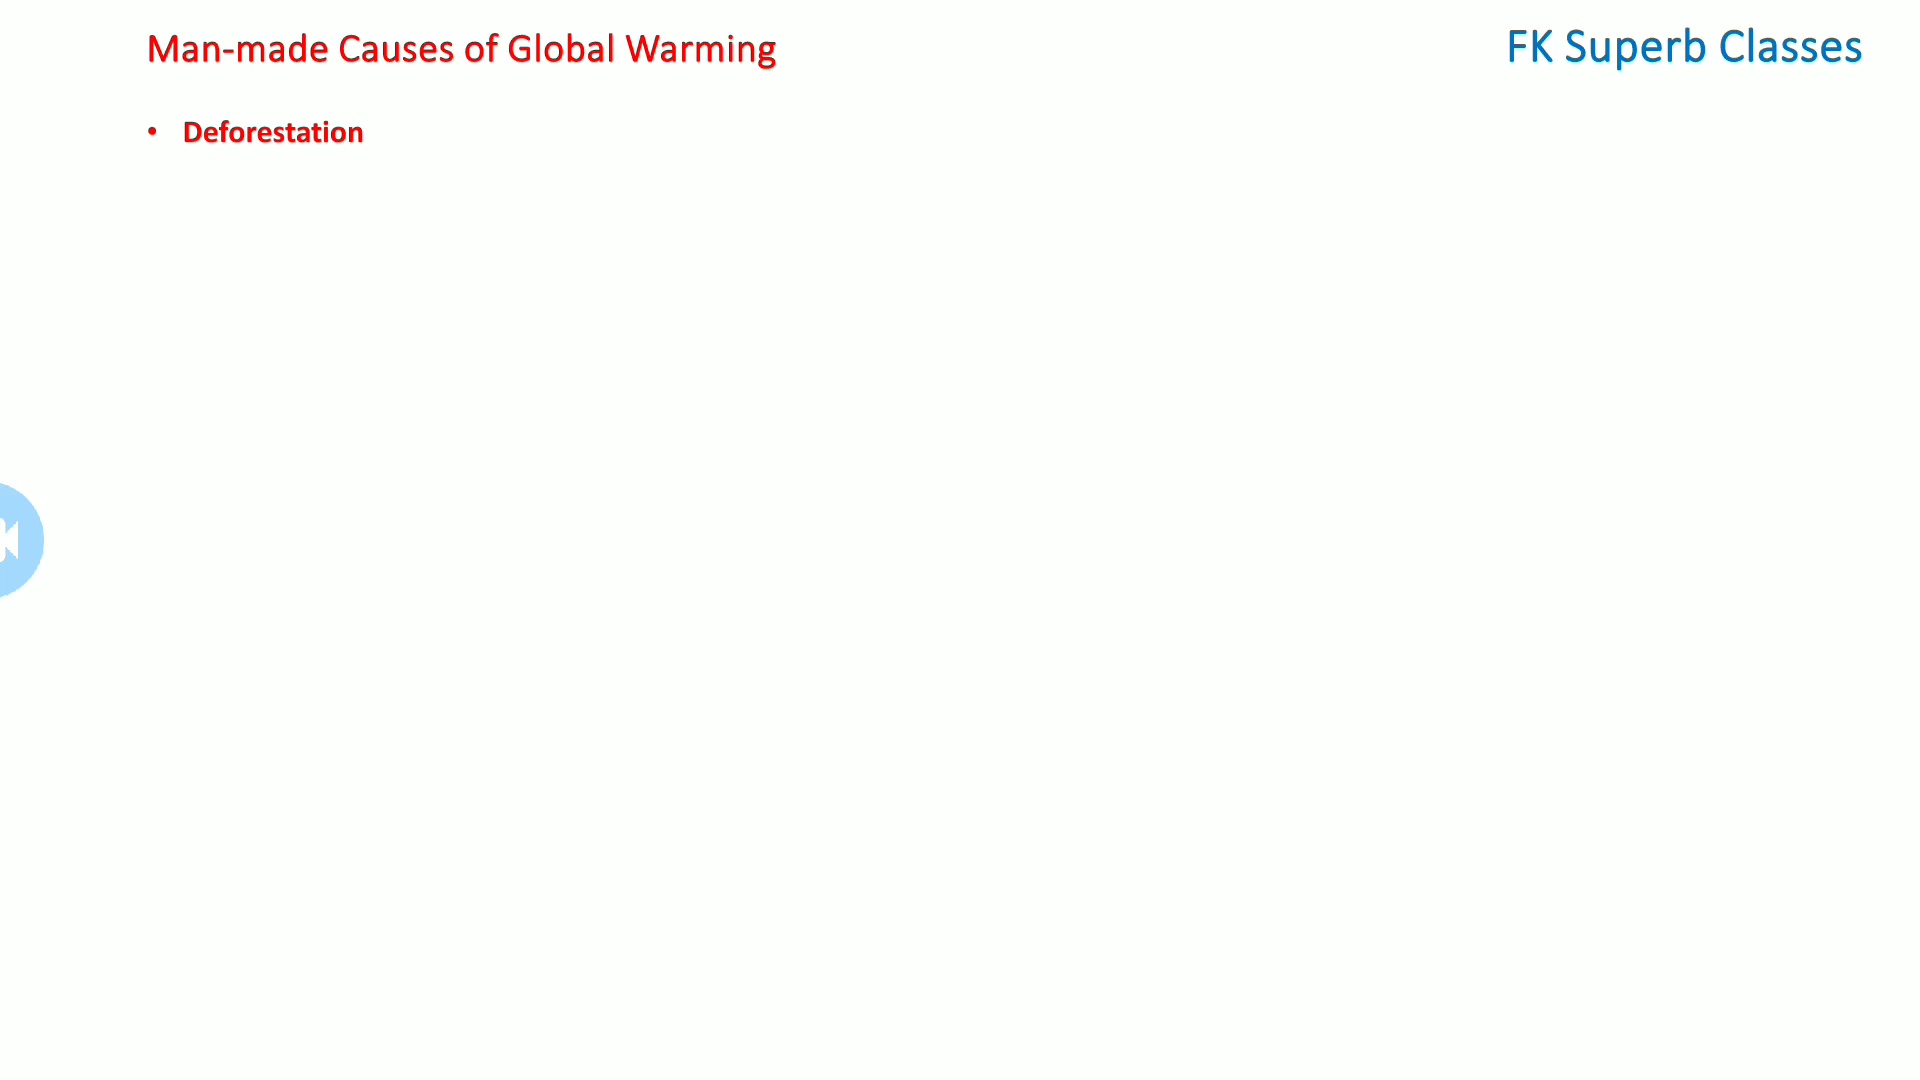 Man-made Causes of Global Warming
FK Superb Classes
• Deforestation